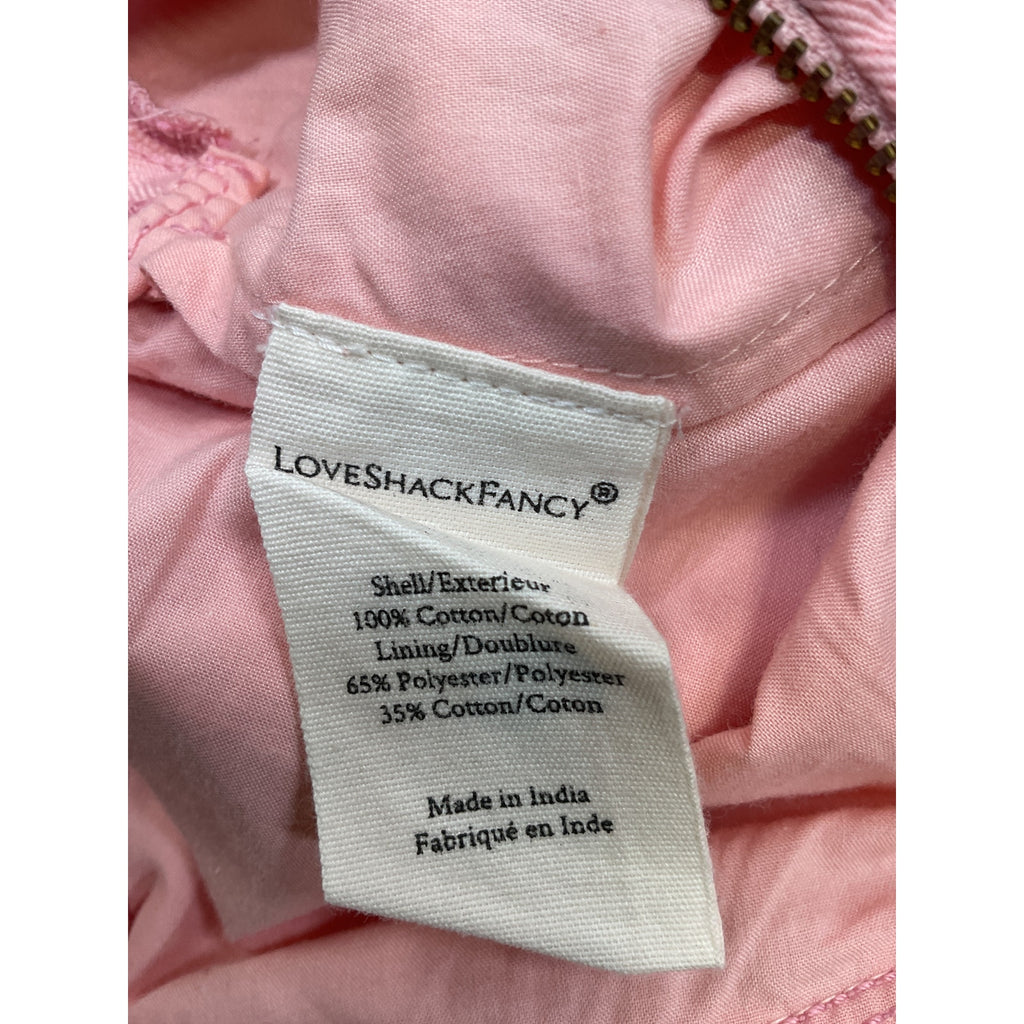 LOVESHACKFANCY®
Shell/Exterieur
100% Cotton/Coton
Lining/Doublure
65% Polyester/Polyester
35% Cotton/Coton
Made in India
Fabriqué en Inde